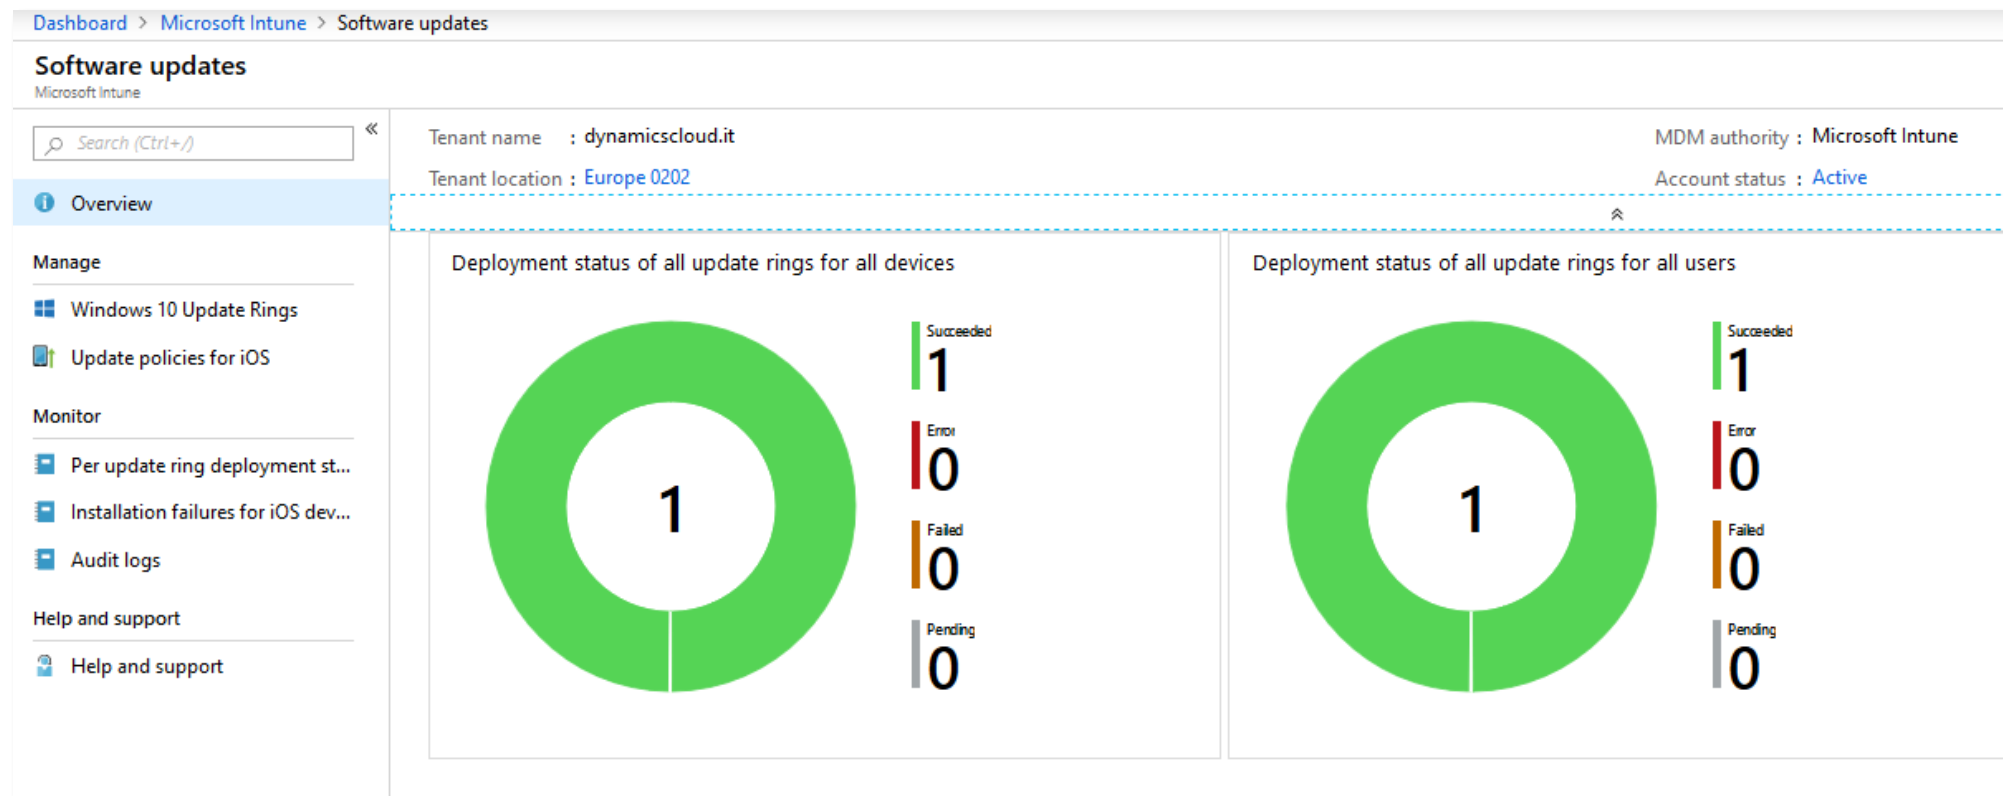 Dashboard > Microsoft Intune > Software updates
Software updates
Microsoft Intune
Search (Ctrl+/)
Overview
Manage
Windows 10 Update Rings
Update policies for iOS
Monitor
Per update ring deployment st...
Installation failures for iOS dev...
Audit logs
Help and support
Help and support
Tenant name : dynamicscloud.it
Tenant location : Europe 0202
MDM authority : Microsoft Intune
Account status : Active
Deployment status of all update rings for all devices
1
Succeeded
1
Error
0
Failed
0
Pending
0
Deployment status of all update rings for all users
1
Succeeded
1
Error
0
Failed
0
Pending
0